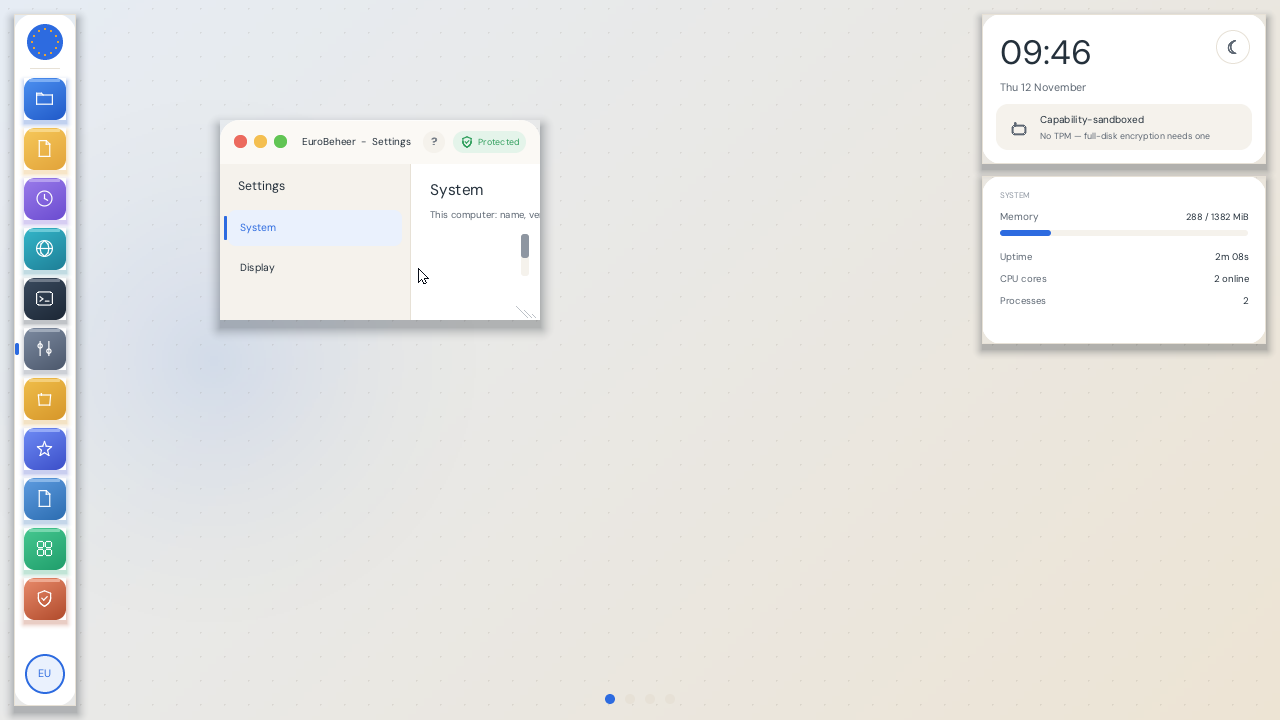 09:46
Thu 12 November
Capability-sandboxed
No TPM — full-disk encryption needs one
EuroBeheer - Settings
?
Protected
Settings
System
Display
System
This computer: name, ve
SYSTEM
Memory 288 / 1382 MiB
Uptime 2m 08s
CPU cores 2 online
Processes 2
EU